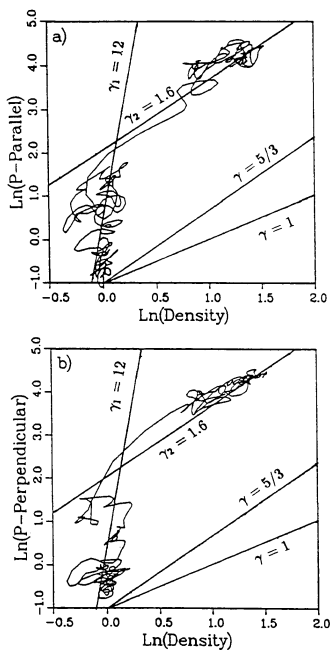 a)
5.0
4.0
3.0
2.0
1.0
0.0
-1.0
Ln(P-Parallel)
γ₁ = 12
γ₂ = 1.6
γ = 5/3
γ = 1
-0.5 0.0 0.5 1.0 1.5 2.0
Ln(Density)
b)
5.0
4.0
3.0
2.0
1.0
0.0
-1.0
Ln(P-Perpendicular)
γ₁ = 12
γ₂ = 1.6
γ = 5/3
γ = 1
-0.5 0.0 0.5 1.0 1.5 2.0
Ln(Density)